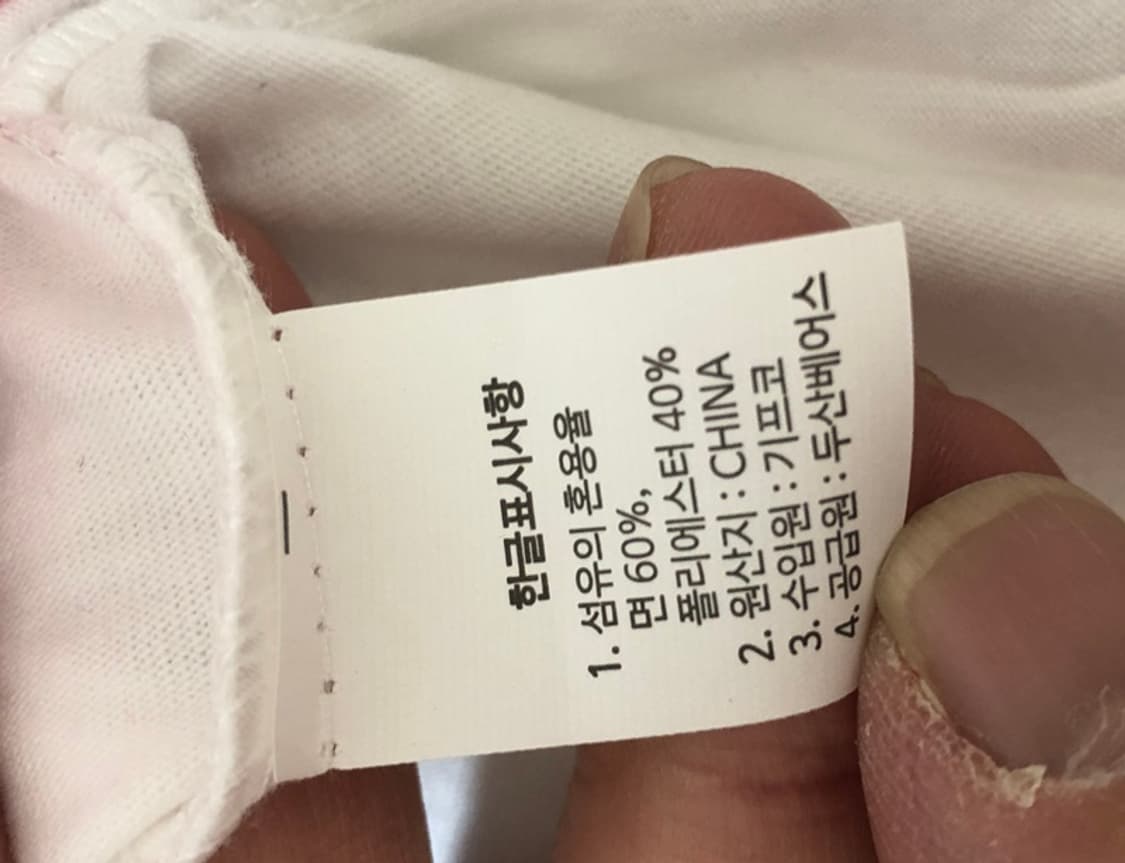 한글표시사항
1. 섬유의 혼용율
면 60%,
폴리에스터 40%
2. 원산지 : CHINA
3. 수입원 : 기프코
4. 공급원 : 두산베어스